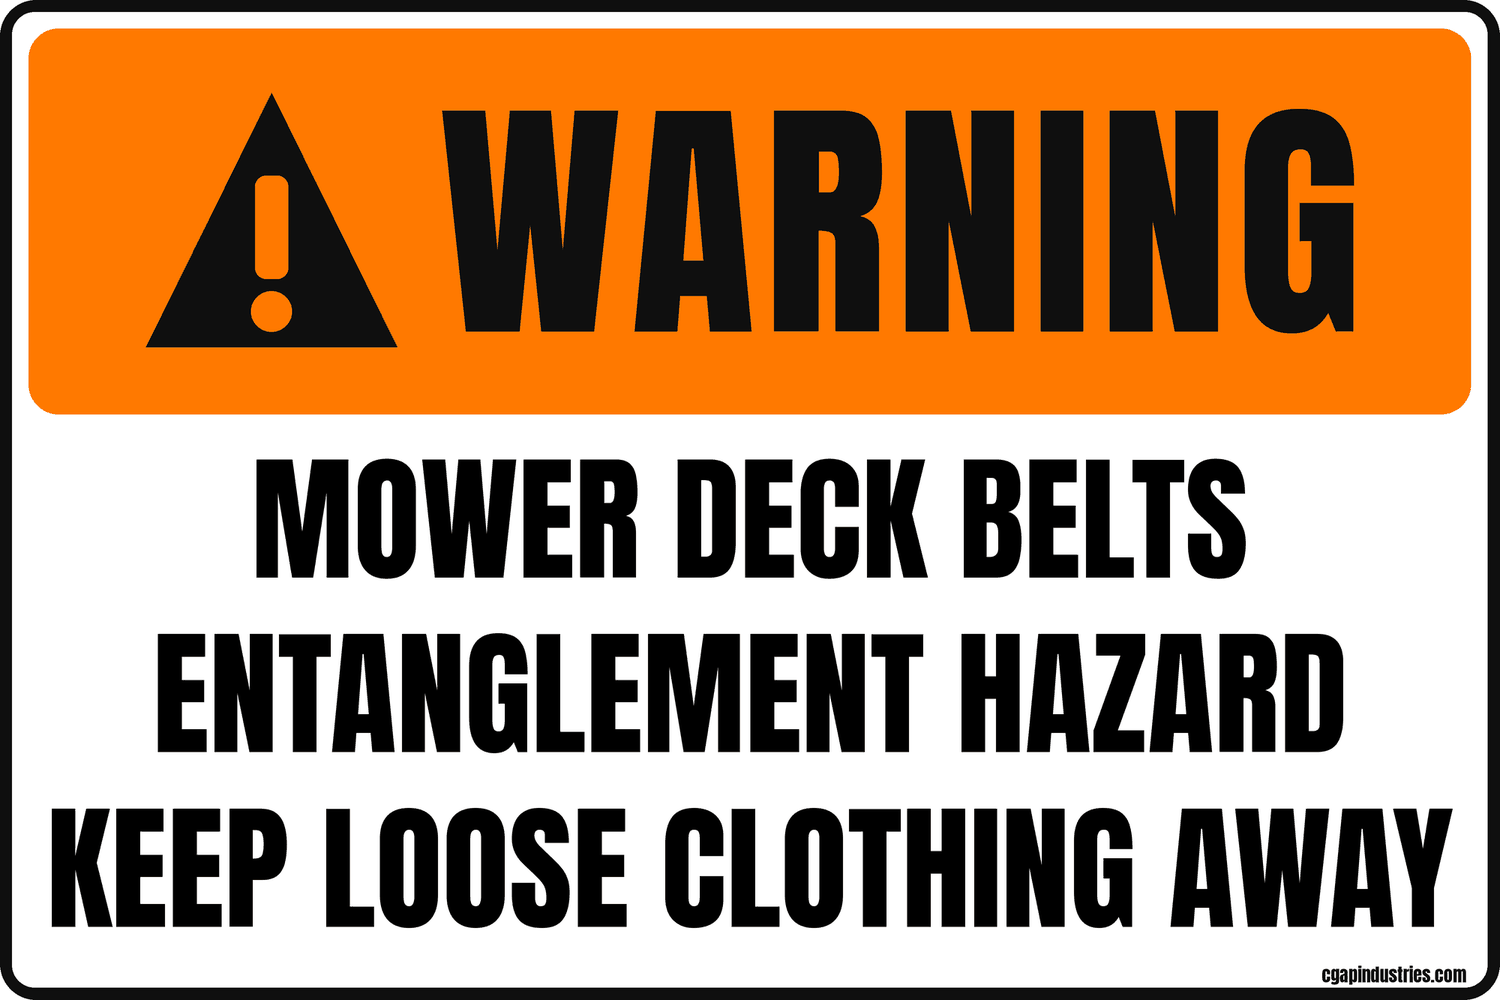 WARNING
MOWER DECK BELTS
ENTANGLEMENT HAZARD
KEEP LOOSE CLOTHING AWAY
cgapindustries.com